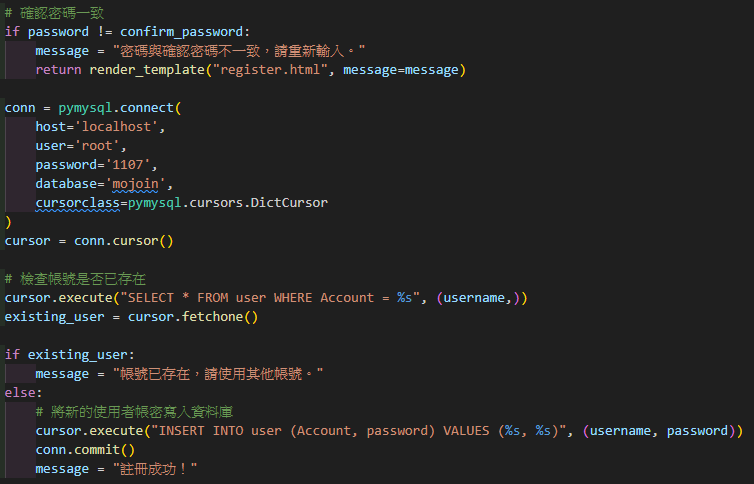 # 確認密碼一致
if password != confirm_password:
    message = "密碼與確認密碼不一致，請重新輸入。"
    return render_template("register.html", message=message)

conn = pymysql.connect(
    host='localhost',
    user='root',
    password='1107',
    database='mojoin',
    cursorclass=pymysql.cursors.DictCursor
)
cursor = conn.cursor()

# 檢查帳號是否已存在
cursor.execute("SELECT * FROM user WHERE Account = %s", (username,))
existing_user = cursor.fetchone()

if existing_user:
    message = "帳號已存在，請使用其他帳號。"
else:
    # 將新的使用者帳密寫入資料庫
    cursor.execute("INSERT INTO user (Account, password) VALUES (%s, %s)", (username, password))
    conn.commit()
    message = "註冊成功！"